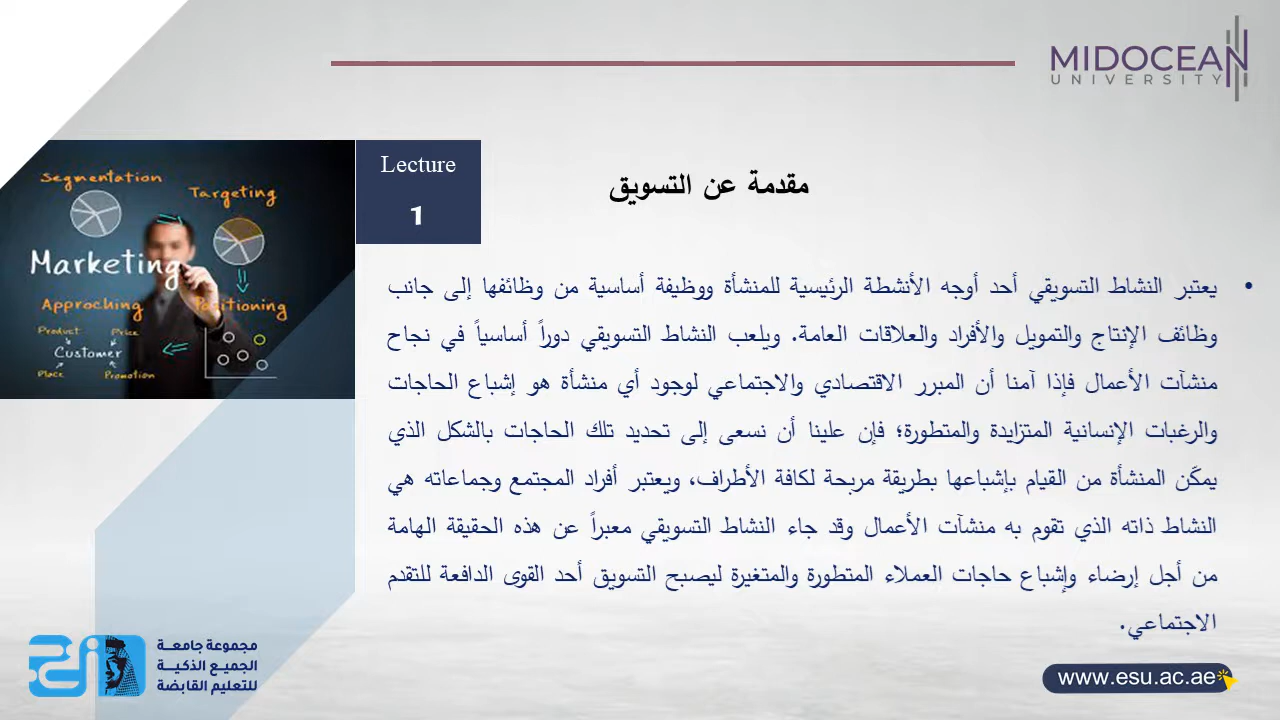 MIDOCEAN
UNIVERSITY
Lecture
1
مقدمة عن التسويق
Segmentation
Targeting
Marketing
Approching
Positioning
Product
Price
Customer
Place
Promotion
• يعتبر النشاط التسويقي أحد أوجه الأنشطة الرئيسية للمنشأة ووظيفة أساسية من وظائفها إلى جانب
وظائف الإنتاج والتمويل والأفراد والعلاقات العامة. ويلعب النشاط التسويقي دوراً أساسياً في نجاح
منشآت الأعمال فإذا آمنا أن المبرر الاقتصادي والاجتماعي لوجود أي منشأة هو إشباع الحاجات
والرغبات الإنسانية المتزايدة والمتطورة؛ فإن علينا أن نسعى إلى تحديد تلك الحاجات بالشكل الذي
يمكّن المنشأة من القيام بإشباعها بطريقة مربحة لكافة الأطراف، ويعتبر أفراد المجتمع وجماعاته هي
النشاط ذاته الذي تقوم به منشآت الأعمال وقد جاء النشاط التسويقي معبراً عن هذه الحقيقة الهامة
من أجل إرضاء وإشباع حاجات العملاء المتطورة والمتغيرة ليصبح التسويق أحد القوى الدافعة للتقدم
الاجتماعي.
مجموعة جامعـة
الجميـع الذكيـة
للتعليم القابضة
www.esu.ac.ae